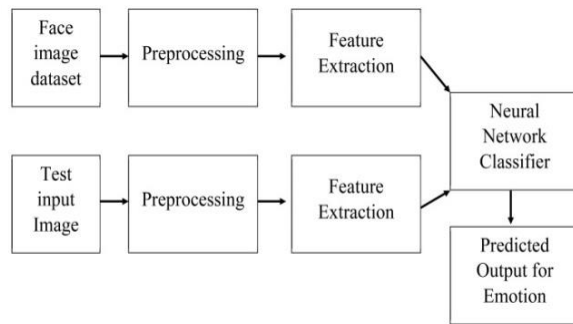 Face
image
dataset
Preprocessing
Feature
Extraction
Neural
Network
Classifier
Test
input
Image
Preprocessing
Feature
Extraction
Predicted
Output for
Emotion